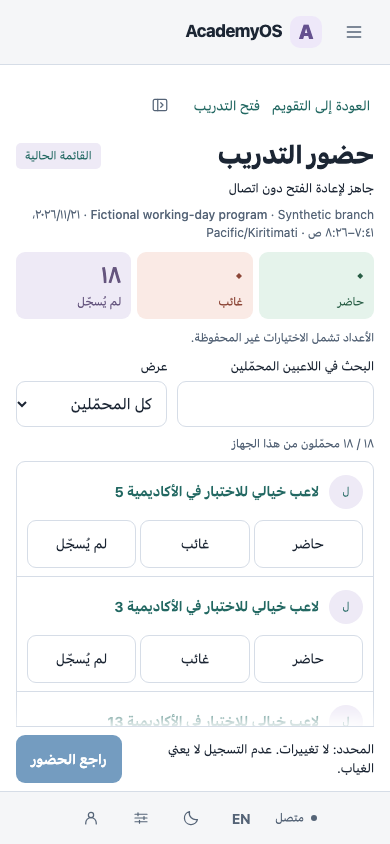 A AcademyOS
العودة إلى التقويم فتح التدريب
حضور التدريب
القائمة الحالية
جاهز لإعادة الفتح دون اتصال
Synthetic branch · Fictional working-day program · ٢٠٢٦/١١/٢١،
٧:٤١–٨:٢٦ ص · Pacific/Kiritimati
٠
حاضر
٠
غائب
١٨
لم يُسجّل
الأعداد تشمل الاختيارات غير المحفوظة.
البحث في اللاعبين المحمّلين
عرض
كل المحمّلين
١٨ / ١٨ محمّلون من هذا الجهاز
ل
لاعب خيالي للاختبار في الأكاديمية 5
حاضر
غائب
لم يُسجّل
ل
لاعب خيالي للاختبار في الأكاديمية 3
حاضر
غائب
لم يُسجّل
ل
لاعب خيالي للاختبار في الأكاديمية 13
المحدد: لا تغييرات. عدم التسجيل لا يعني
الغياب.
راجع الحضور
متصل
EN